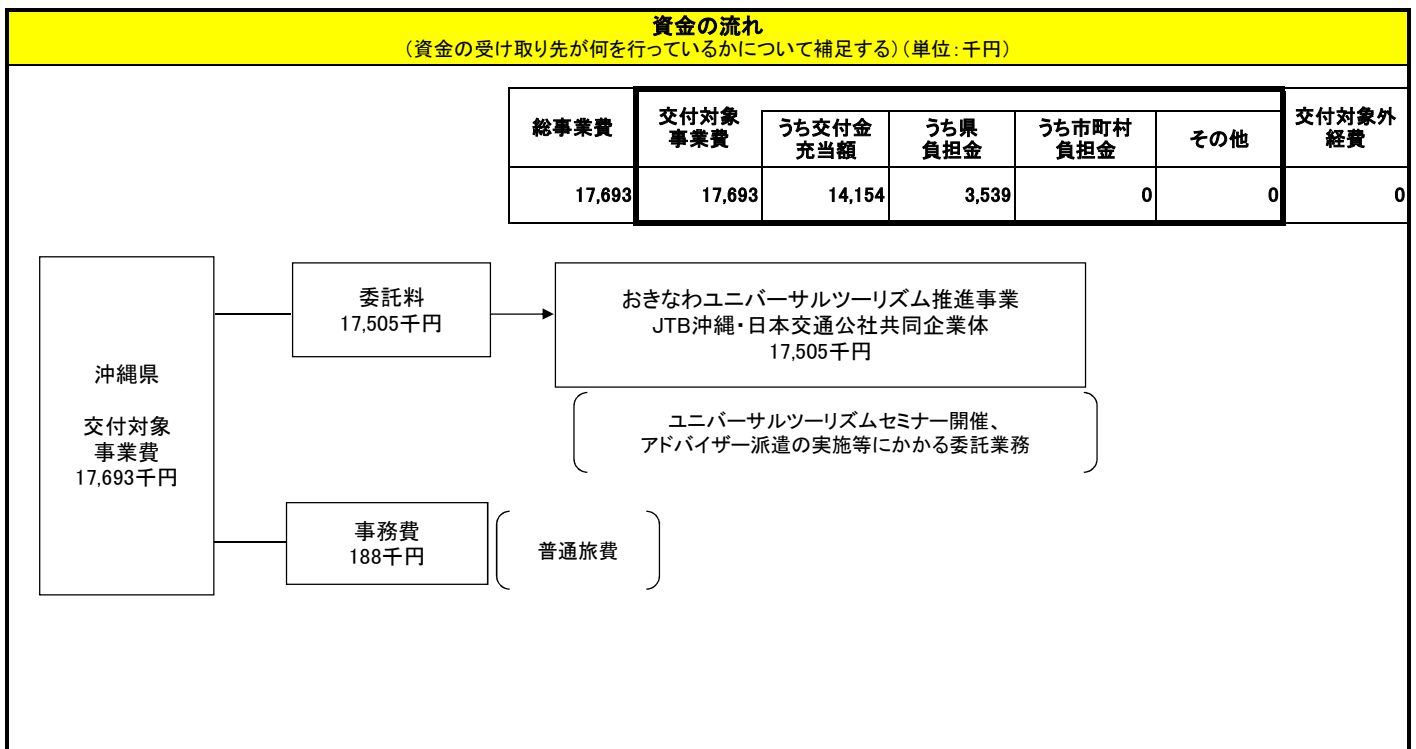 資金の流れ
（資金の受け取り先が何を行っているかについて補足する）（単位：千円）
総事業費
交付対象
事業費
うち交付金
充当額
うち県
負担金
うち市町村
負担金
その他
交付対象外
経費
17,693
17,693
14,154
3,539
0
0
0
沖縄県
交付対象
事業費
17,693千円
委託料
17,505千円
おきなわユニバーサルツーリズム推進事業
JTB沖縄・日本交通公社共同企業体
17,505千円
ユニバーサルツーリズムセミナー開催、
アドバイザー派遣の実施等にかかる委託業務
事務費
188千円
普通旅費